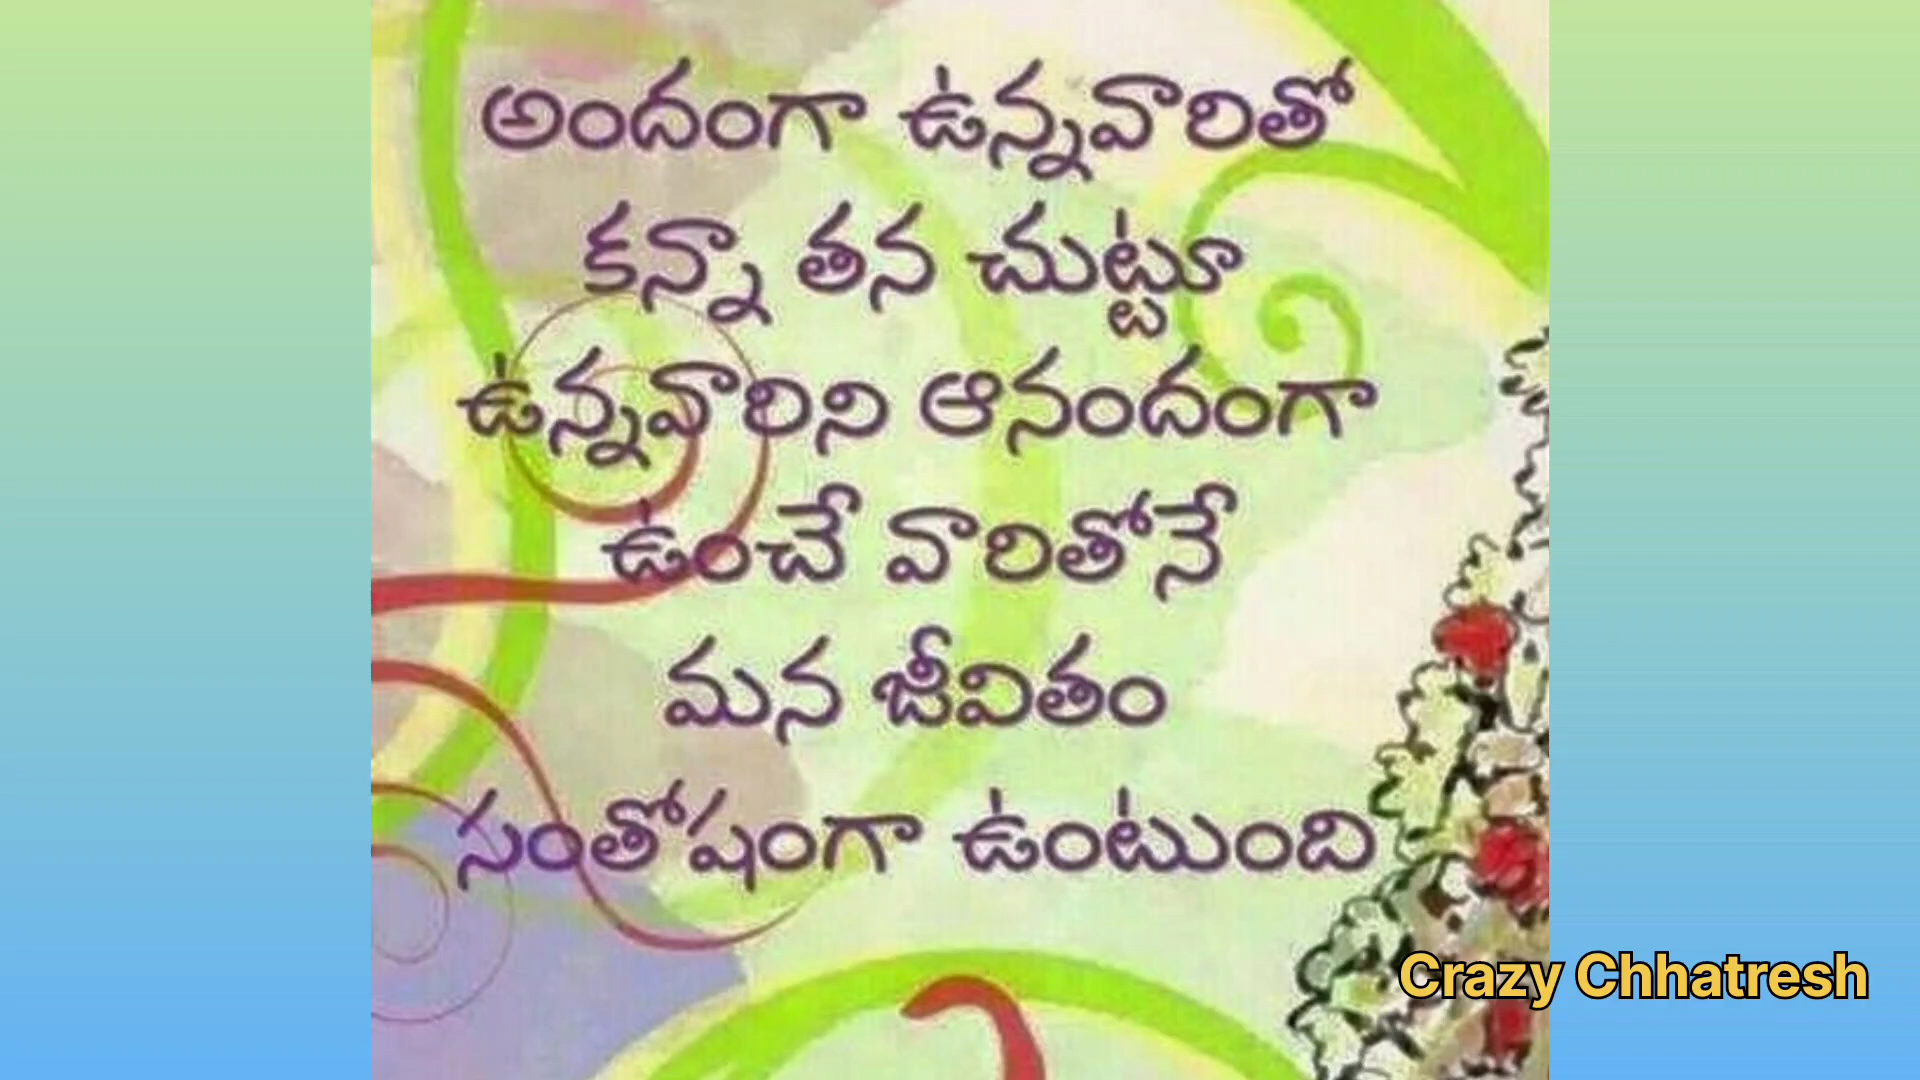 అందంగా ఉన్నవారితో
కన్నా తన చుట్టూ
ఉన్నవారిని ఆనందంగా
ఉంచే వారితోనే
మన జీవితం
సంతోషంగా ఉంటుంది
Crazy Chhatresh